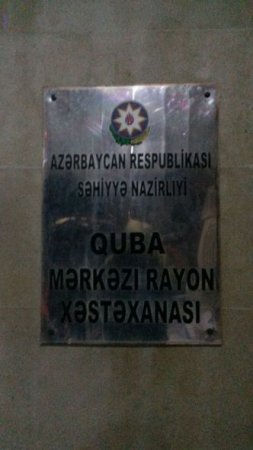 AZƏRBAYCAN RESPUBLİKASI
SƏHİYYƏ NAZİRLİYİ
QUBA
MƏRKƏZİ RAYON
XƏSTƏXANASI